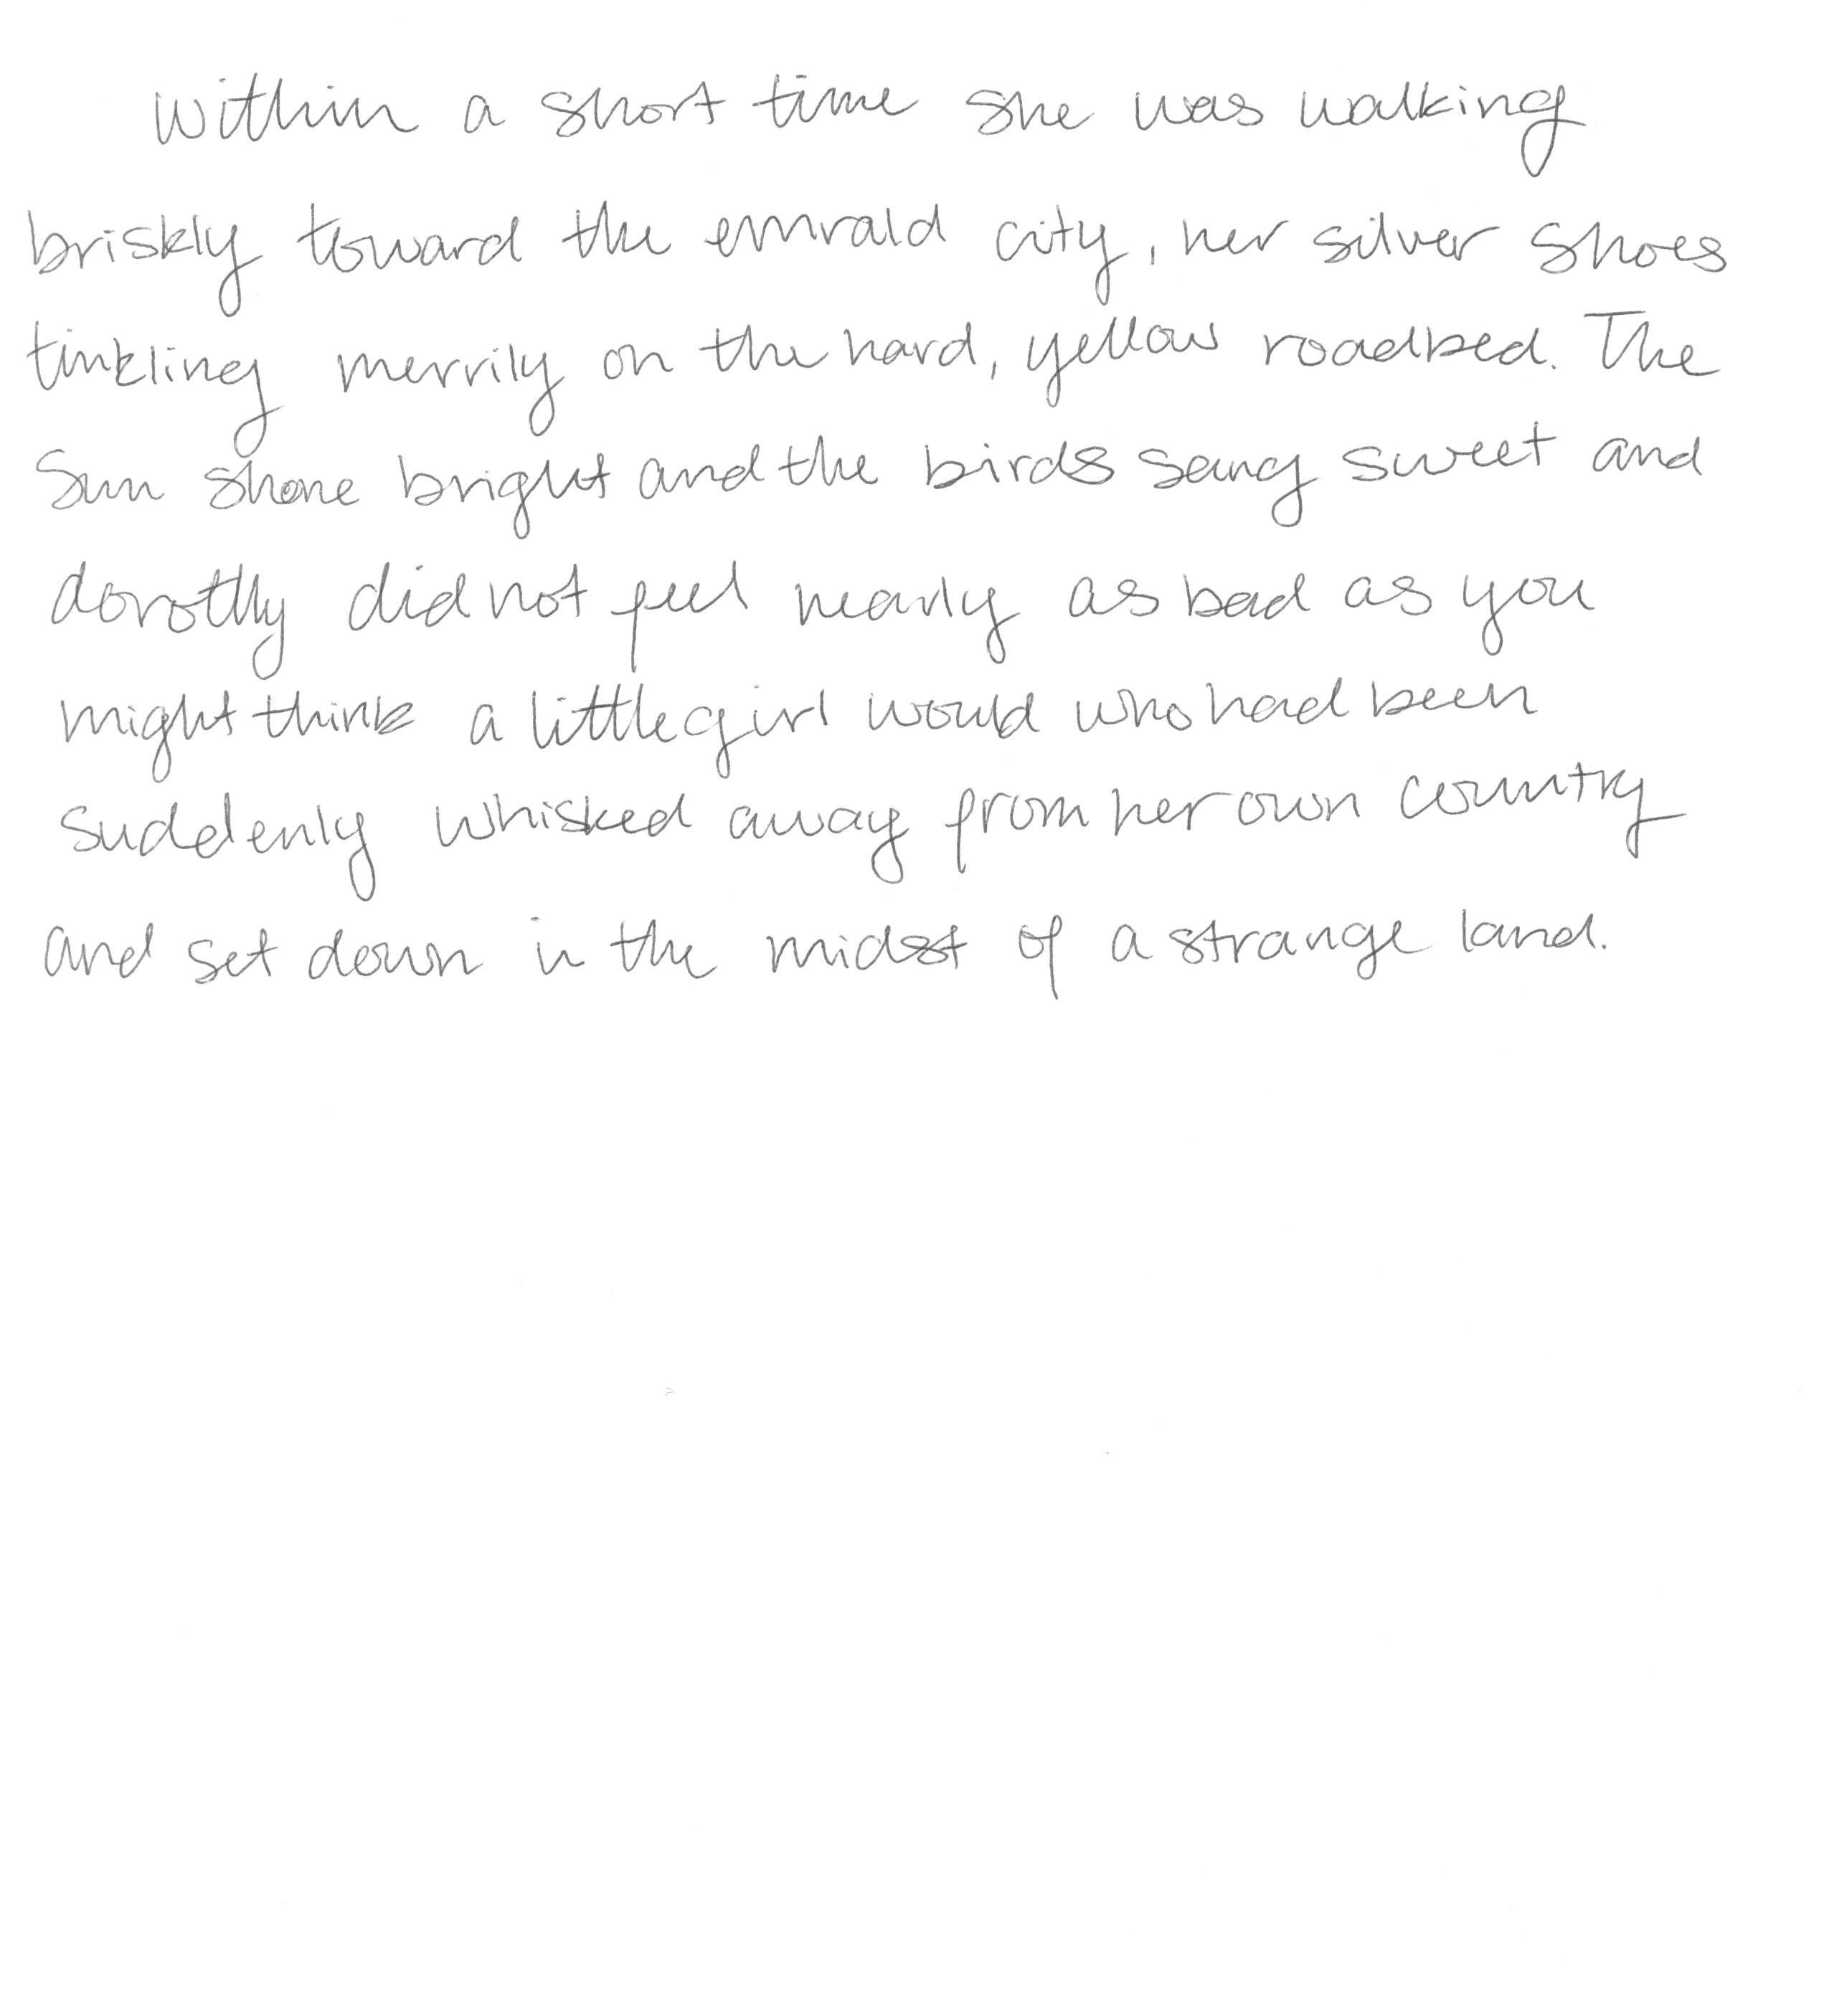 Within a short time she was walking
briskly toward the emrald city, her silver shoes
tinkling merrily on the hard, yellow roadbed. The
Sun shone bright and the birds sang sweet and
dorothy did not feel nearly as bad as you
might think a little girl would who had been
suddenly whisked away from her own country
and set down in the midst of a strange land.